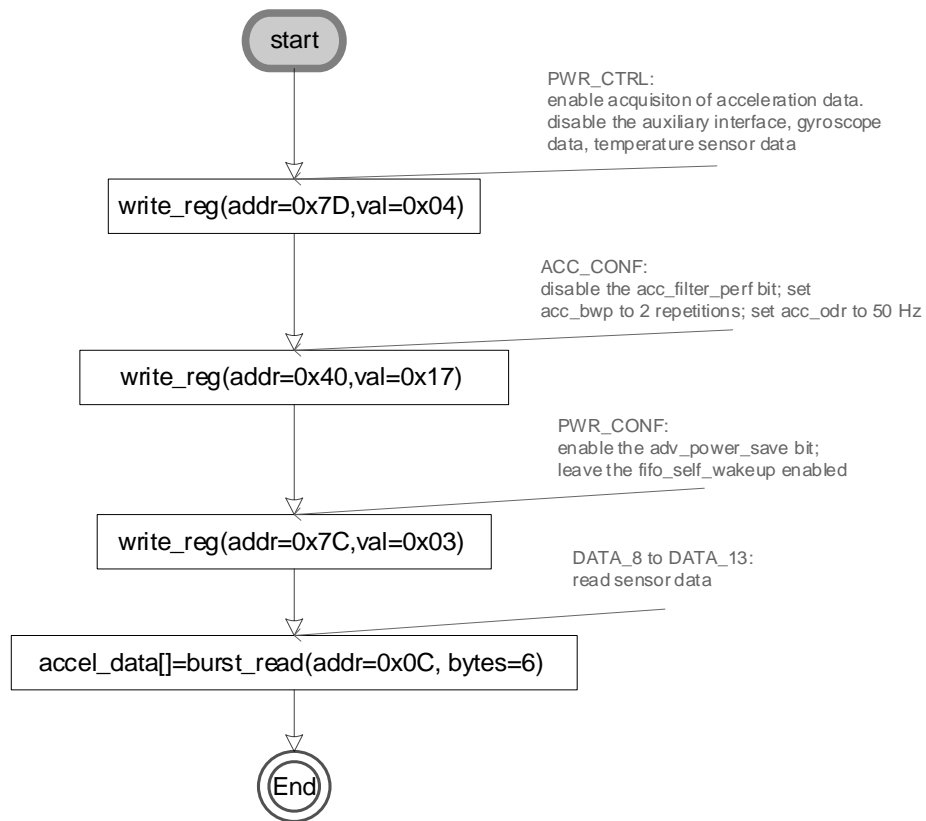 start
PWR_CTRL:
enable acquisiton of acceleration data.
disable the auxiliary interface, gyroscope
data, temperature sensor data
write_reg(addr=0x7D,val=0x04)
ACC_CONF:
disable the acc_filter_perf bit; set
acc_bwp to 2 repetitions; set acc_odr to 50 Hz
write_reg(addr=0x40,val=0x17)
PWR_CONF:
enable the adv_power_save bit;
leave the fifo_self_wakeup enabled
write_reg(addr=0x7C,val=0x03)
DATA_8 to DATA_13:
read sensor data
accel_data[]=burst_read(addr=0x0C, bytes=6)
End